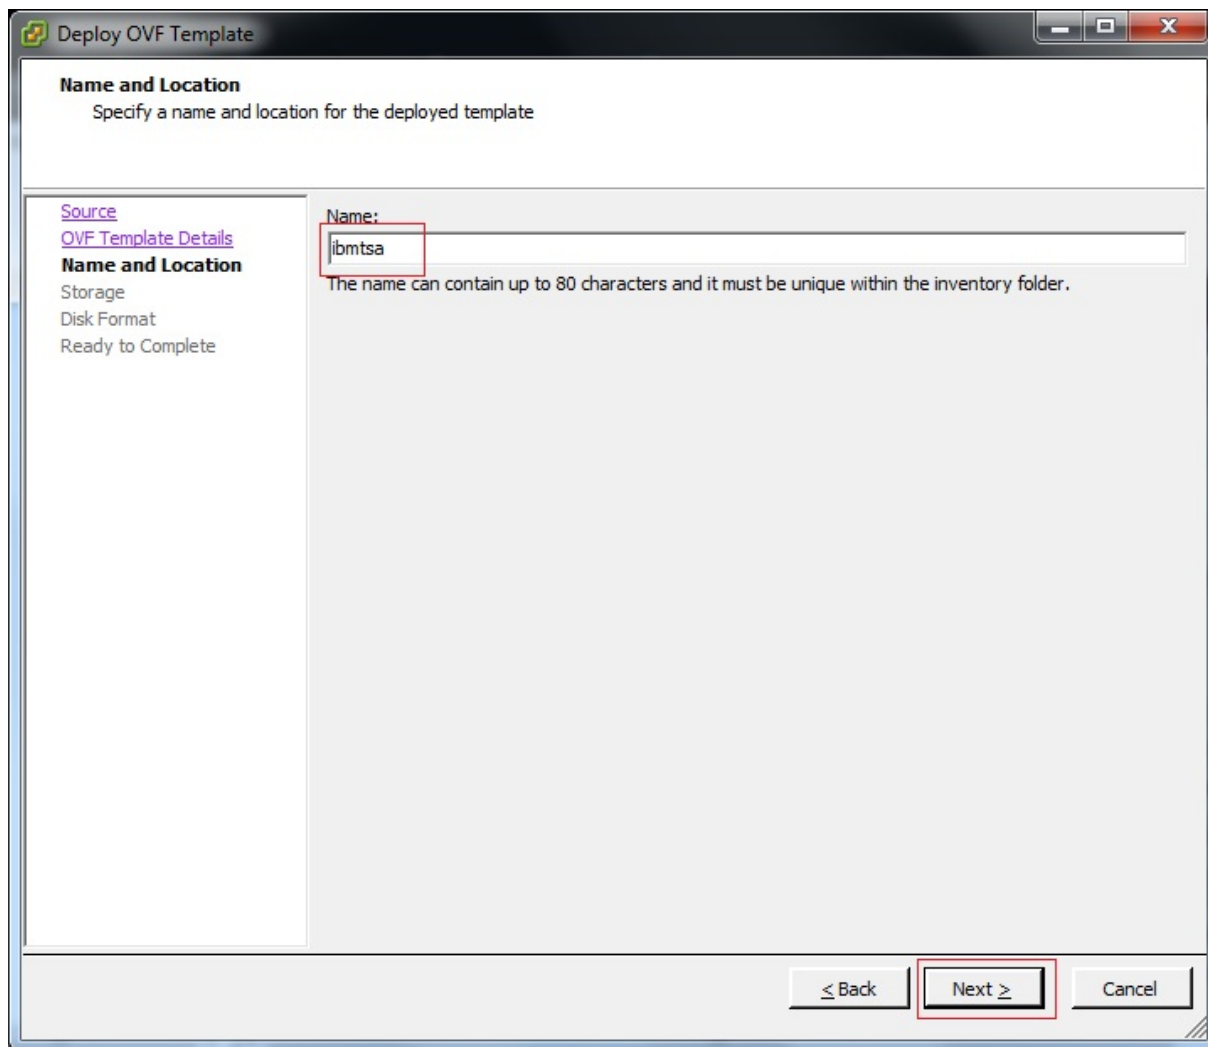 Deploy OVF Template
Name and Location
Specify a name and location for the deployed template
Source
OVF Template Details
Name and Location
Storage
Disk Format
Ready to Complete
Name:
ibmtsa
The name can contain up to 80 characters and it must be unique within the inventory folder.
< Back
Next >
Cancel